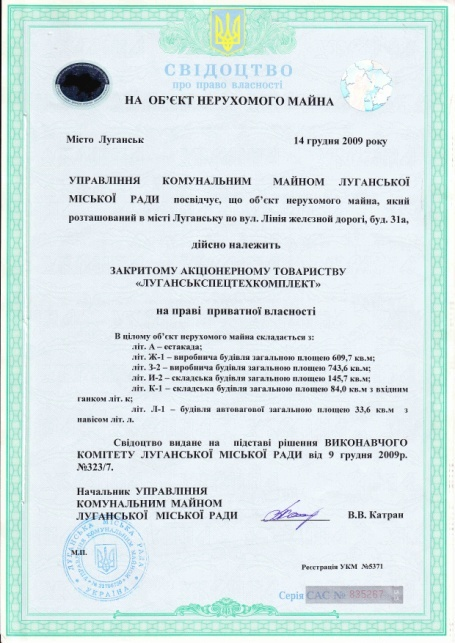 СВІДОЦТВО
про право власності
НА ОБ'ЄКТ НЕРУХОМОГО МАЙНА
Місто Луганськ 14 грудня 2009 року
УПРАВЛІННЯ КОМУНАЛЬНИМ МАЙНОМ ЛУГАНСЬКОЇ
МІСЬКОЇ РАДИ посвідчує, що об'єкт нерухомого майна, який
розташований в місті Луганську по вул. Лінія желєзной дорогі, буд. 31а,
дійсно належить
ЗАКРИТОМУ АКЦІОНЕРНОМУ ТОВАРИСТВУ
«ЛУГАНСЬКСПЕЦТЕХКОМПЛЕКТ»
на праві приватної власності
В цілому об'єкт нерухомого майна складається з:
літ. А – естакада;
літ. Ж-1 – виробнича будівля загальною площею 609,7 кв.м;
літ. З-2 – виробнича будівля загальною площею 743,6 кв.м;
літ. И-2 – складська будівля загальною площею 145,7 кв.м;
літ. К-1 – складська будівля загальною площею 84,0 кв.м з вхідним
ганком літ. к;
літ. Л-1 – будівля автовагової загальною площею 33,6 кв.м з
навісом літ. л.
Свідоцтво видане на підставі рішення ВИКОНАВЧОГО
КОМІТЕТУ ЛУГАНСЬКОЇ МІСЬКОЇ РАДИ від 9 грудня 2009р.
№323/7.
Начальник УПРАВЛІННЯ
КОМУНАЛЬНИМ МАЙНОМ
ЛУГАНСЬКОЇ МІСЬКОЇ РАДИ В.В. Катран
М.П.
ЛУГАНСЬКА МІСЬКА РАДА
УКРАЇНА
Реєстрація УКМ №5371
Серія САС № 835267